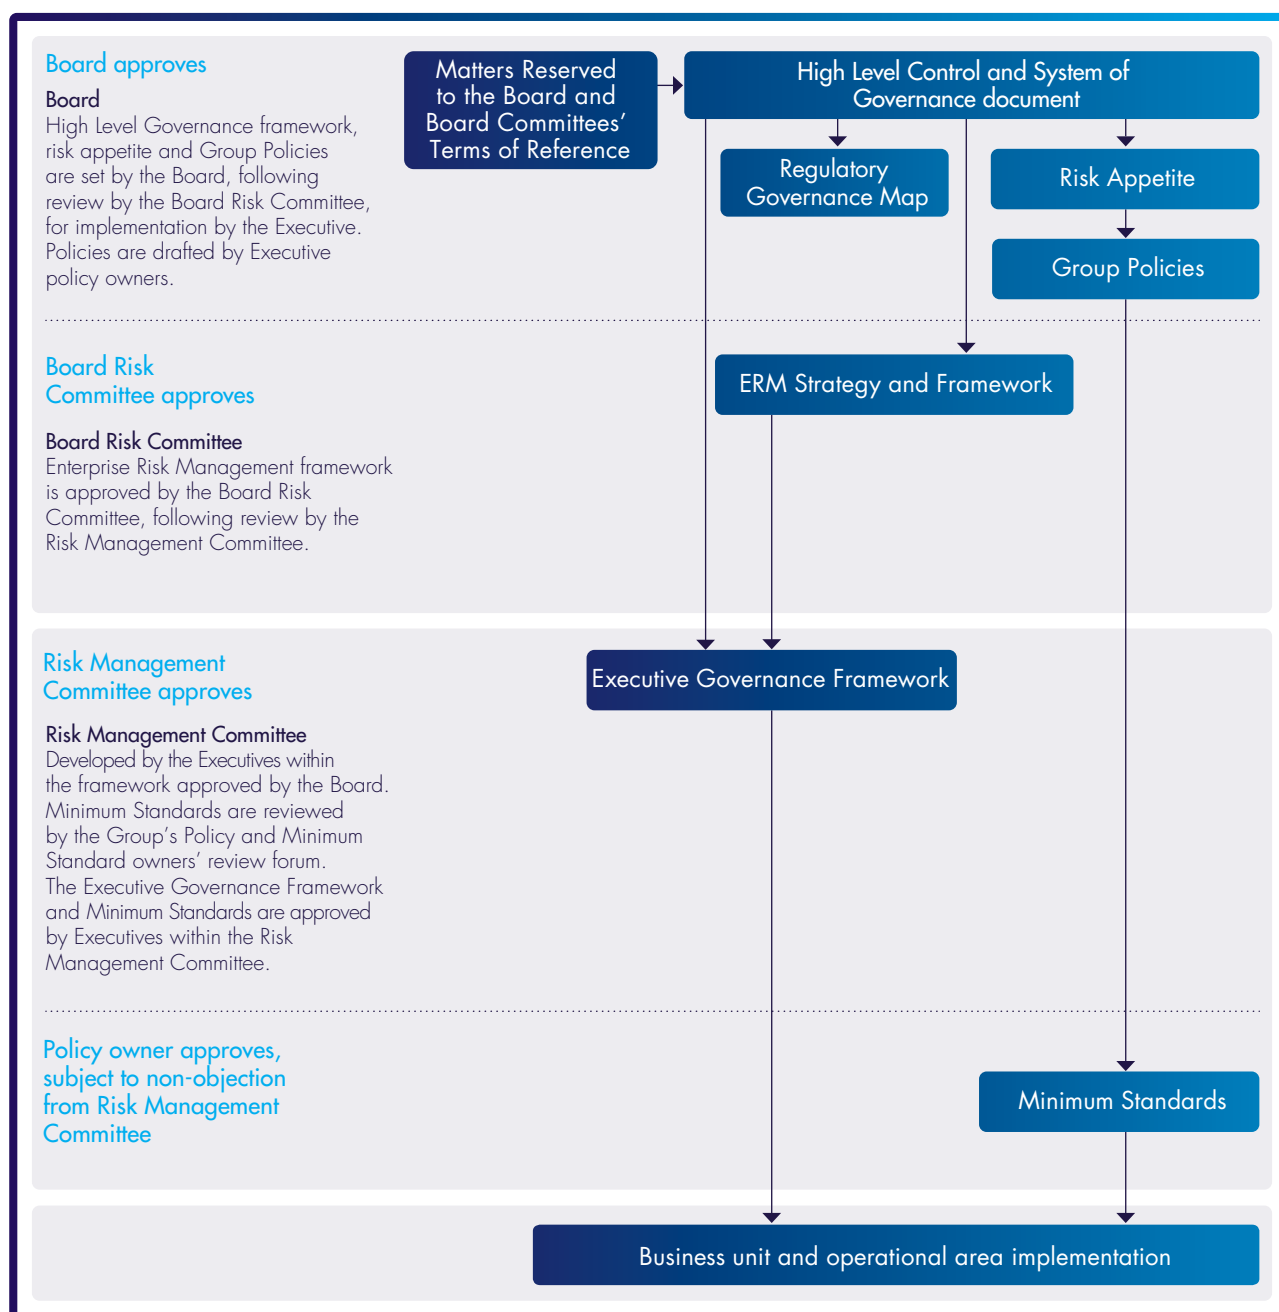 Board approves
Board
High Level Governance framework,
risk appetite and Group Policies
are set by the Board, following
review by the Board Risk Committee,
for implementation by the Executive.
Policies are drafted by Executive
policy owners.
Matters Reserved
to the Board and
Board Committees’
Terms of Reference
High Level Control and System of
Governance document
Regulatory
Governance Map
Risk Appetite
Group Policies
Board Risk
Committee approves
Board Risk Committee
Enterprise Risk Management framework
is approved by the Board Risk
Committee, following review by the
Risk Management Committee.
ERM Strategy and Framework
Risk Management
Committee approves
Risk Management Committee
Developed by the Executives within
the framework approved by the Board.
Minimum Standards are reviewed
by the Group’s Policy and Minimum
Standard owners’ review forum.
The Executive Governance Framework
and Minimum Standards are approved
by Executives within the Risk
Management Committee.
Executive Governance Framework
Policy owner approves,
subject to non-objection
from Risk Management
Committee
Minimum Standards
Business unit and operational area implementation